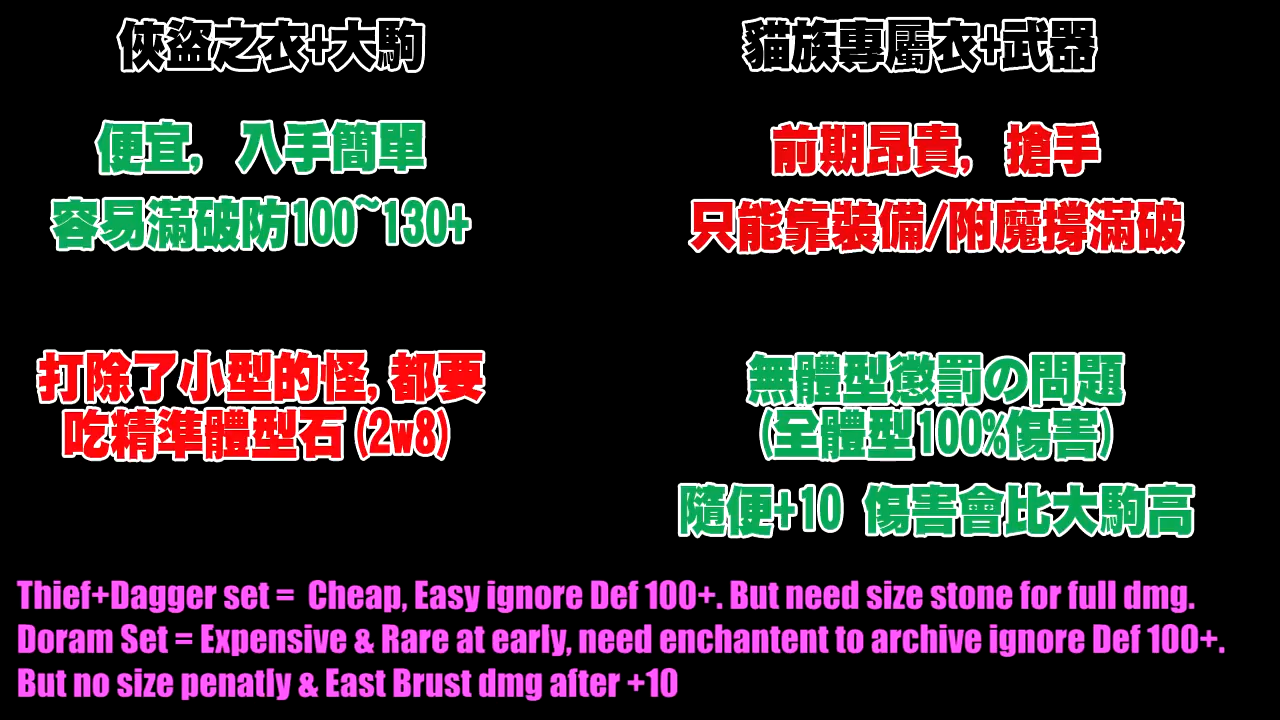 俠盜之衣+大駒
便宜, 入手簡單
容易滿破防100~130+
打除了小型的怪,都要
吃精準體型石(2w8)
貓族專屬衣+武器
前期昂貴, 搶手
只能靠裝備/附魔撐滿破
無體型懲罰の問題
(全體型100%傷害)
隨便+10 傷害會比大駒高
Thief+Dagger set = Cheap, Easy ignore Def 100+. But need size stone for full dmg.
Doram Set = Expensive & Rare at early, need enchantent to archive ignore Def 100+.
But no size penatly & East Brust dmg after +10